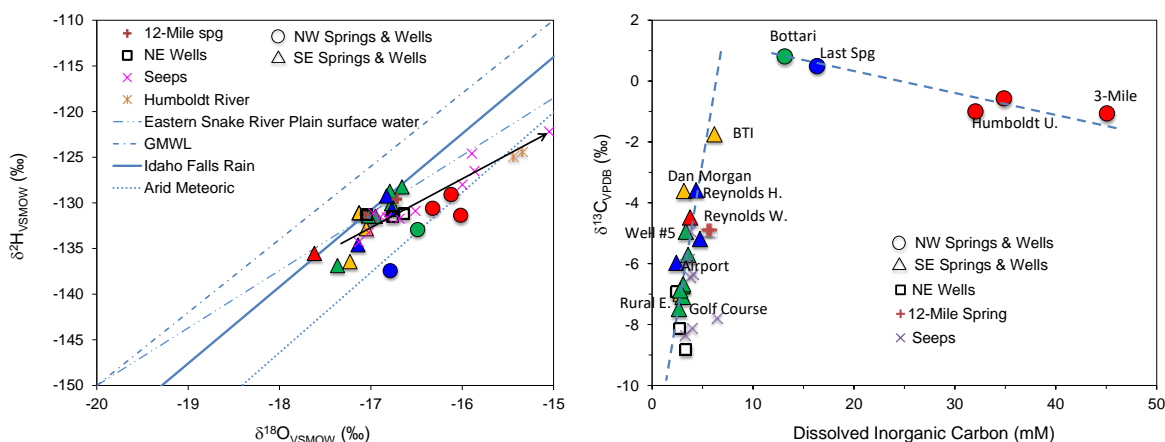 -110
-115
-120
-125
-130
-135
-140
-145
-150
-20
-19
-18
-17
-16
-15
δ²H_VSMOW (‰)
δ¹⁸O_VSMOW (‰)
12-Mile spg
NE Wells
Seeps
Humboldt River
Eastern Snake River Plain surface water
GMWL
Idaho Falls Rain
Arid Meteoric
NW Springs & Wells
SE Springs & Wells
2
0
-2
-4
-6
-8
-10
0
10
20
30
40
50
δ¹³C_VPDB (‰)
Dissolved Inorganic Carbon (mM)
Bottari
Last Spg
3-Mile
Humboldt U.
BTI
Dan Morgan
Reynolds H.
Reynolds W.
Well #5
Airport
Rural E.
Golf Course
NW Springs & Wells
SE Springs & Wells
NE Wells
12-Mile Spring
Seeps